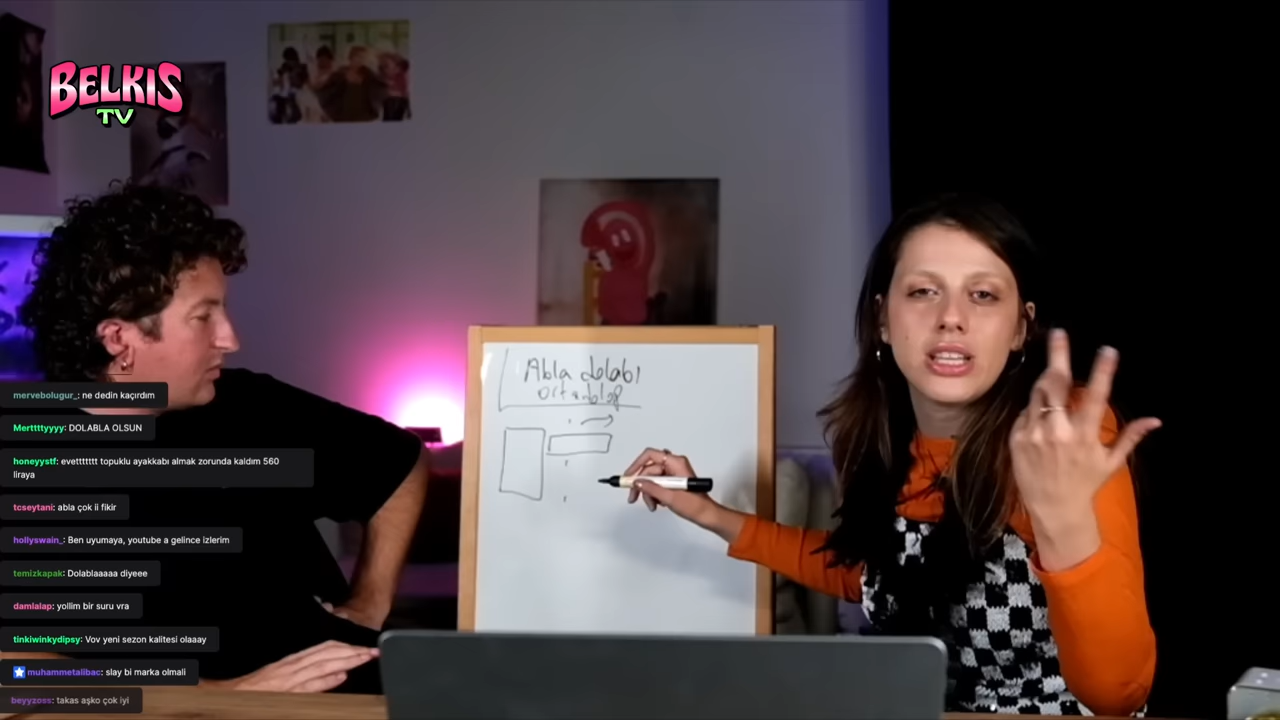 BELKIS
TV
Abla dolabı
Ortadolap
mervebolugur_: ne dedin kaçırdım
Merttttyyyy: DOLABLA OLSUN
honeyystf: evettttttt topuklu ayakkabı almak zorunda kaldım 560
liraya
tcseytani: abla çok ii fikir
hollyswain_: Ben uyumaya, youtube a gelince izlerim
temizkapak: Dolablaaaaa diyeee
damlalap: yollim bir suru vra
tinkiwinkydipsy: Vov yeni sezon kalitesi olaaay
muhammetalibac: slay bi marka olmali
beyyzoss: takas aşko çok iyi